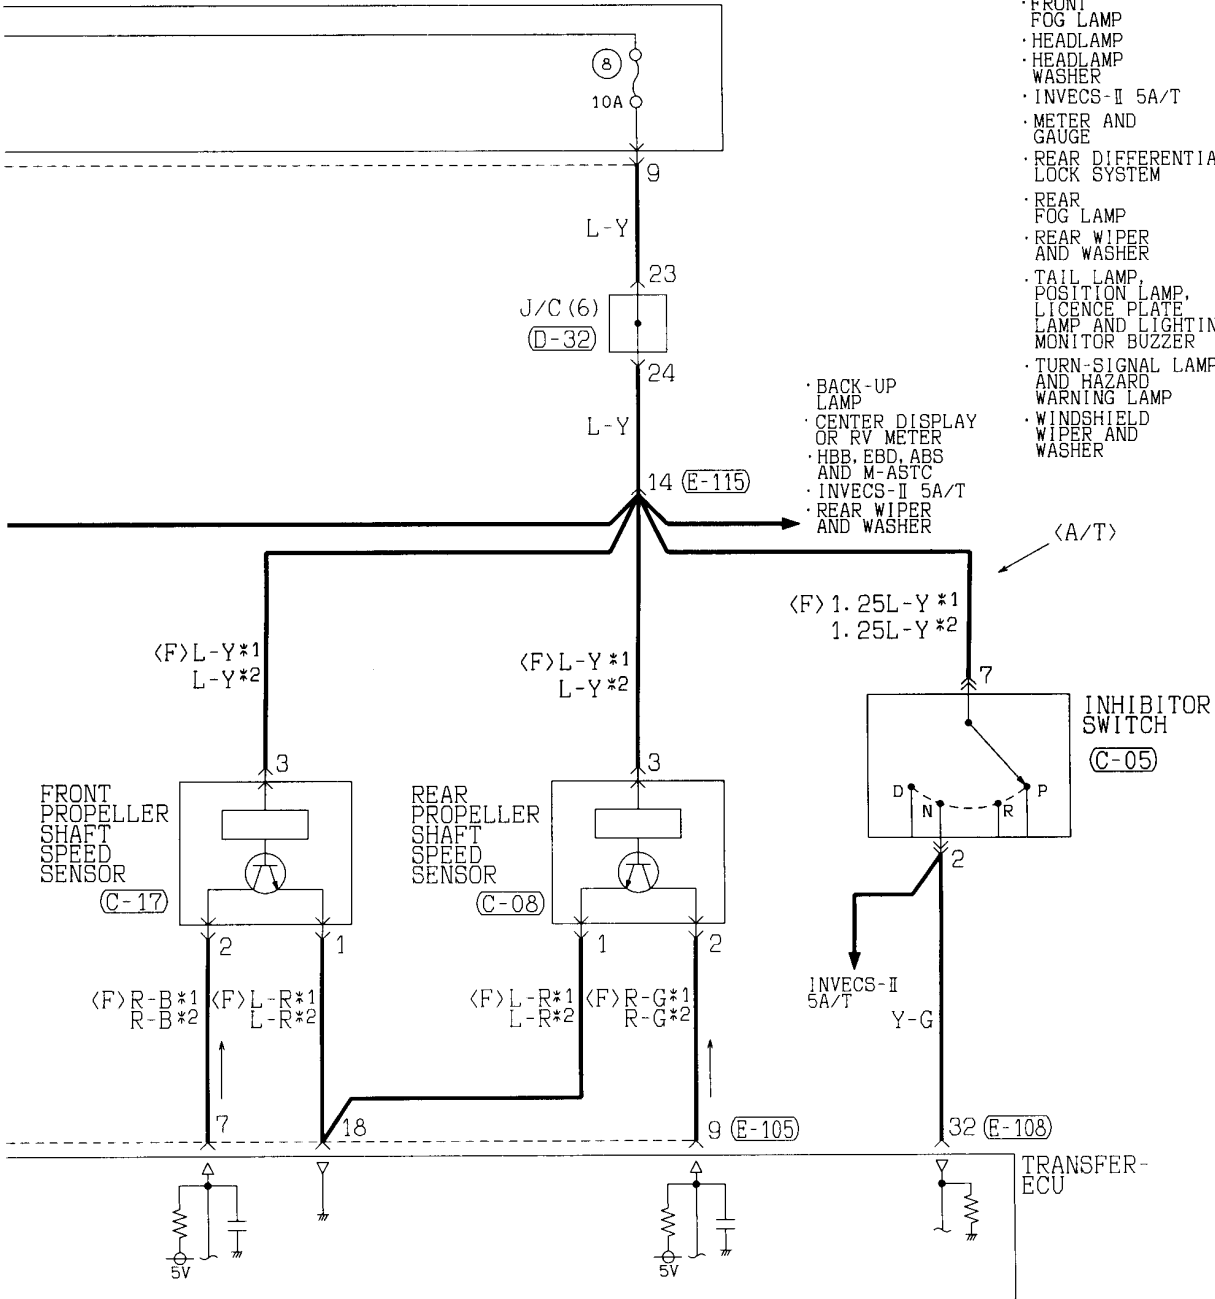 · FRONT
FOG LAMP
· HEADLAMP
· HEADLAMP
WASHER
· INVECS-Ⅱ 5A/T
· METER AND
GAUGE
· REAR DIFFERENTIA
LOCK SYSTEM
· REAR
FOG LAMP
· REAR WIPER
AND WASHER
· TAIL LAMP,
POSITION LAMP,
LICENCE PLATE
LAMP AND LIGHTIN
MONITOR BUZZER
· TURN-SIGNAL LAMP
AND HAZARD
WARNING LAMP
· WINDSHIELD
WIPER AND
WASHER
8
10A
9
L-Y
23
J/C (6)
D-32
24
L-Y
· BACK-UP
LAMP
· CENTER DISPLAY
OR RV METER
· HBB, EBD, ABS
AND M-ASTC
· INVECS-Ⅱ 5A/T
· REAR WIPER
AND WASHER
14 E-115
〈A/T〉
〈F〉L-Y*1
L-Y*2
〈F〉L-Y*1
L-Y*2
〈F〉1.25L-Y*1
1.25L-Y*2
3
3
7
FRONT
PROPELLER
SHAFT
SPEED
SENSOR
C-17
REAR
PROPELLER
SHAFT
SPEED
SENSOR
C-08
INHIBITOR
SWITCH
C-05
D N R P
2 1
1 2
2
〈F〉R-B*1
R-B*2
〈F〉L-R*1
L-R*2
〈F〉L-R*1
L-R*2
〈F〉R-G*1
R-G*2
INVECS-Ⅱ
5A/T
Y-G
7
18
9 E-105
32 E-108
TRANSFER-
ECU
5V
5V